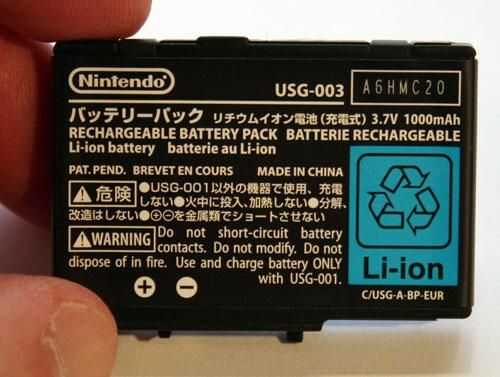 Nintendo
USG-003
A6HMC20
バッテリーパック リチウムイオン電池(充電式) 3.7V 1000mAh
RECHARGEABLE BATTERY PACK BATTERIE RECHARGEABLE
Li-ion battery batterie au Li-ion
PAT. PEND. BREVET EN COURS MADE IN CHINA
危険 ●USG-001以外の機器で使用、充電
しない●火中に投入、加熱しない●分解、
改造はしない●⊕⊖を金属類でショートさせない
WARNING Do not short-circuit battery
contacts. Do not modify. Do not
dispose of in fire. Use and charge battery ONLY
with USG-001.
Li-ion
C/USG-A-BP-EUR